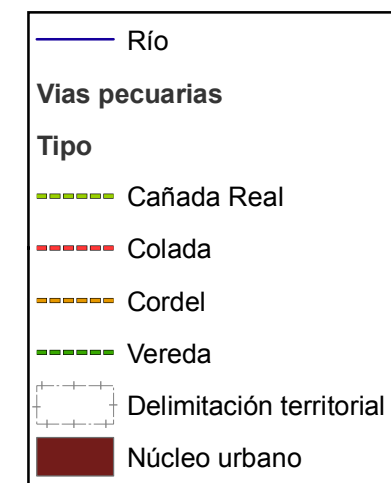 Río
Vias pecuarias
Tipo
Cañada Real
Colada
Cordel
Vereda
Delimitación territorial
Núcleo urbano